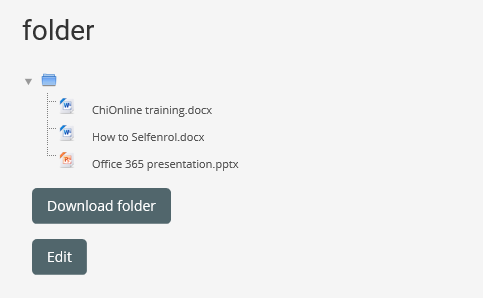 folder
ChiOnline training.docx
How to Selfenrol.docx
Office 365 presentation.pptx
Download folder
Edit